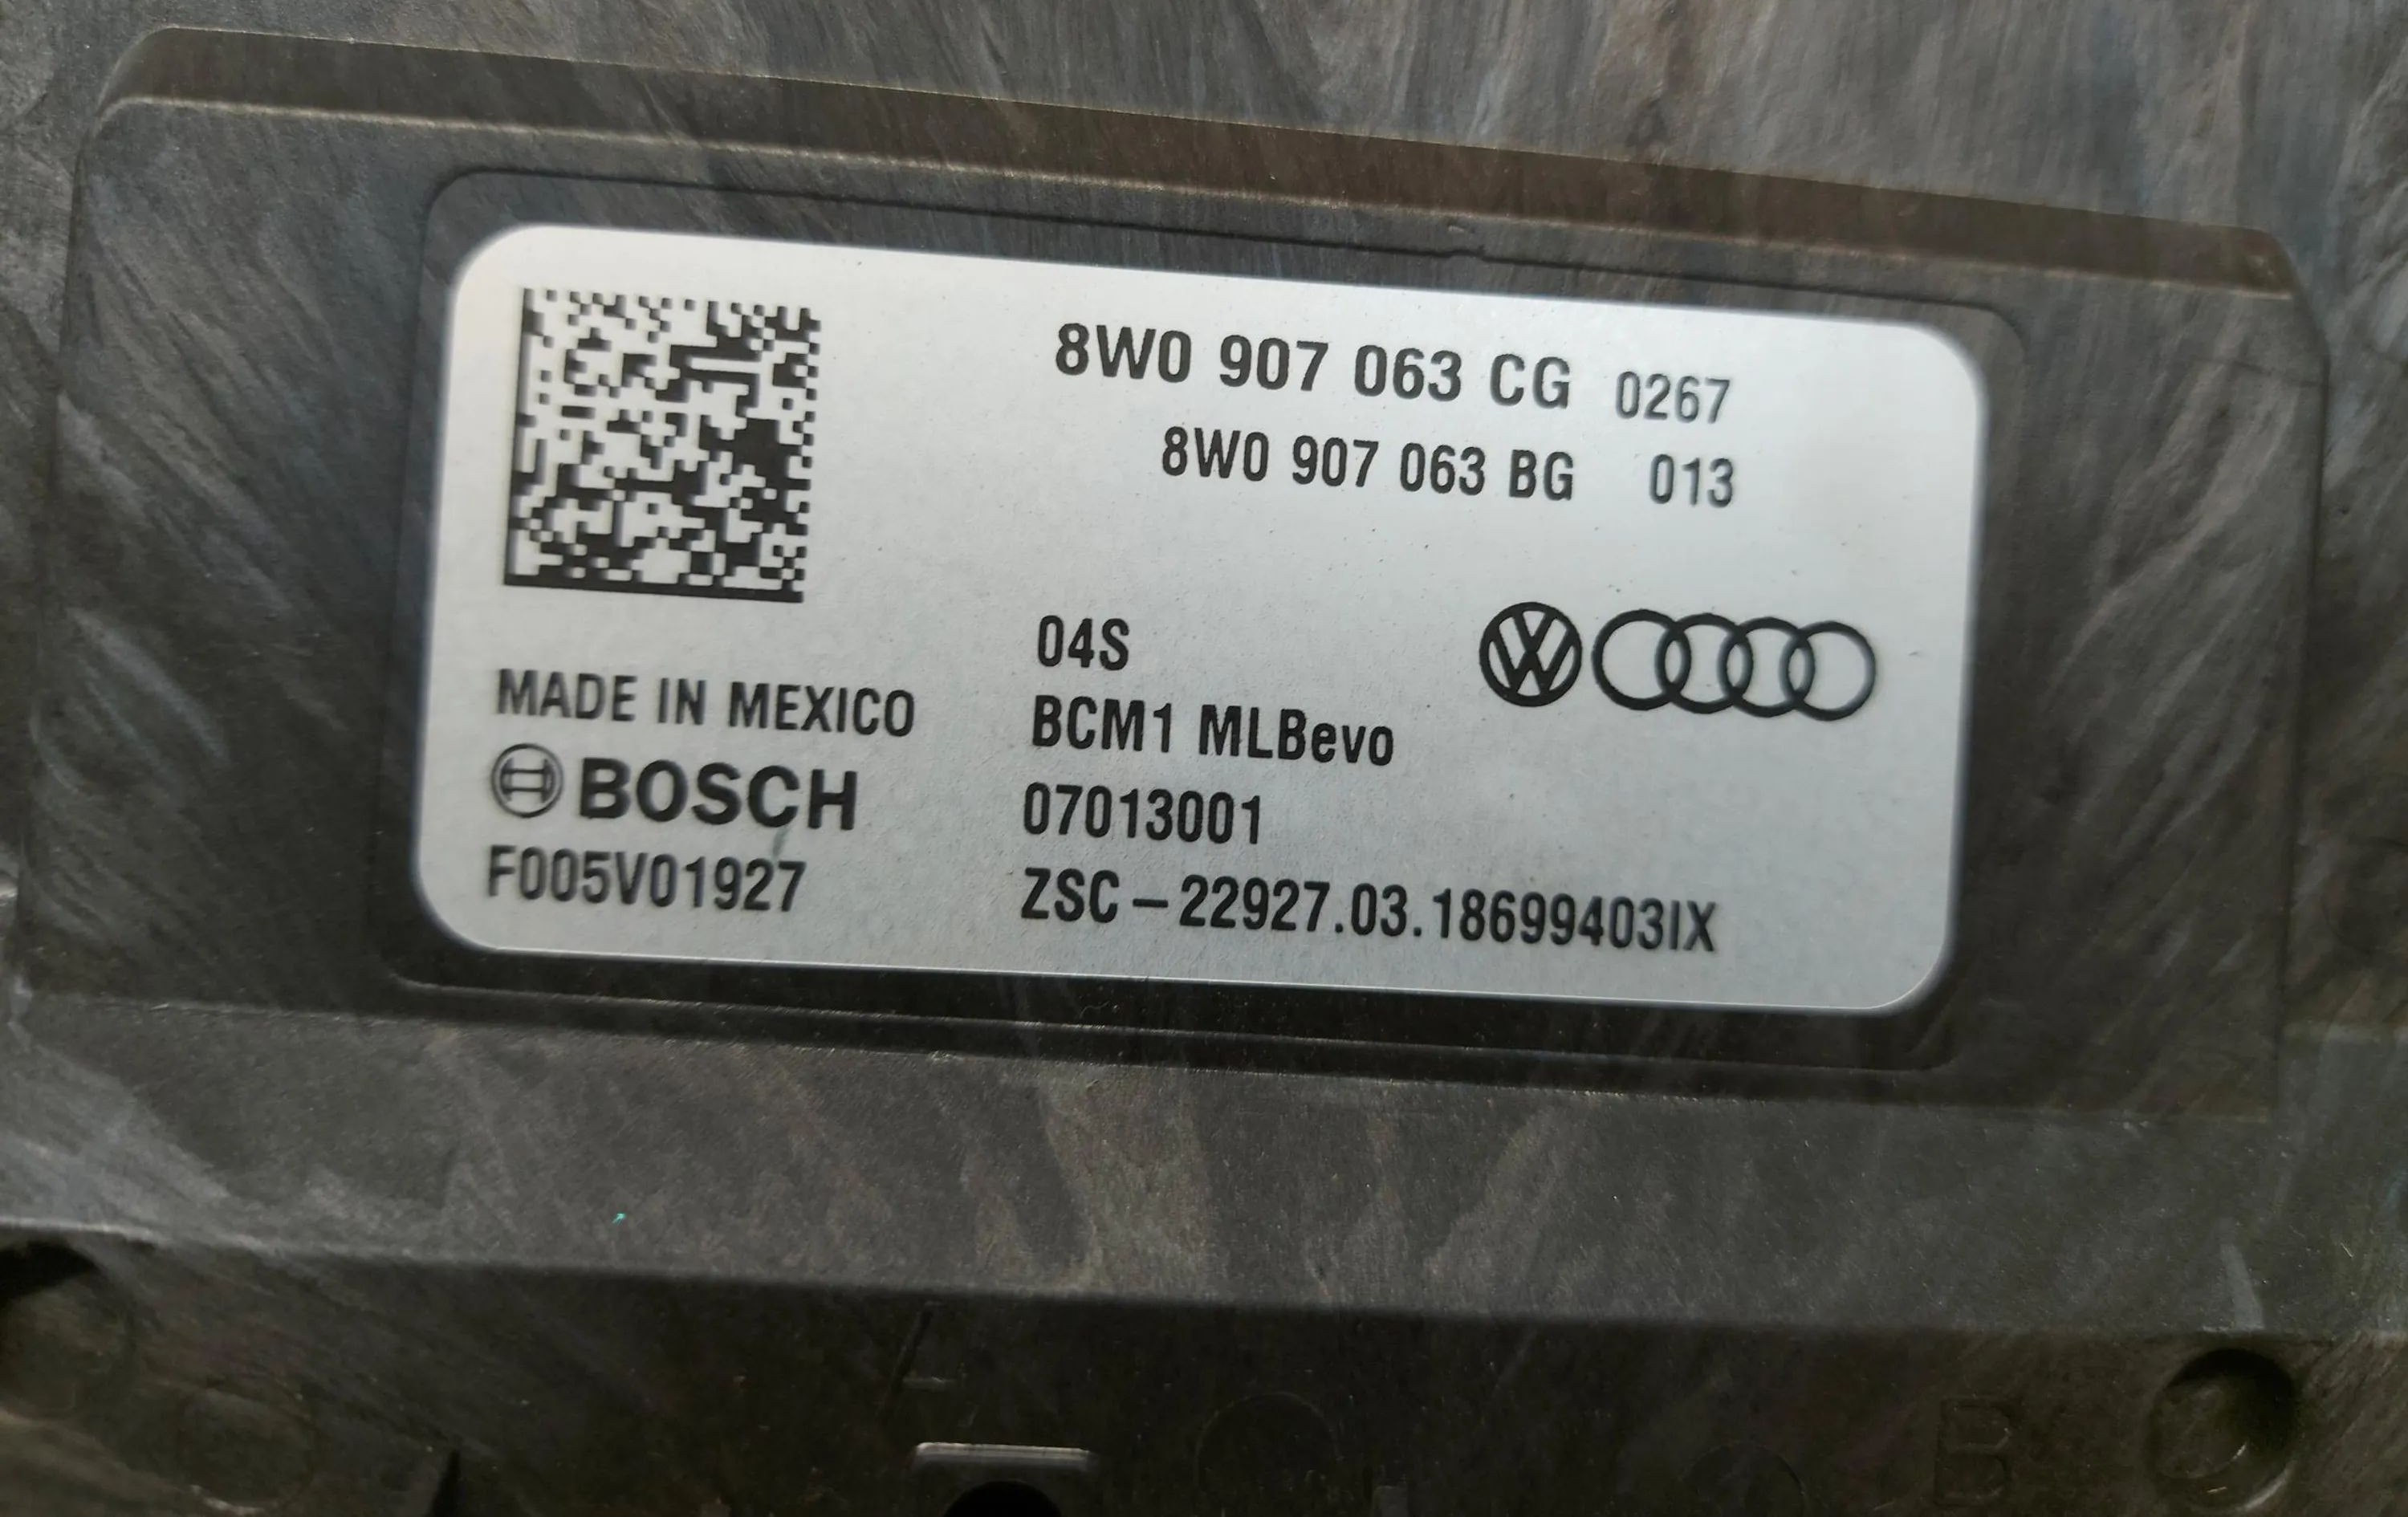 8W0 907 063 CG 0267
8W0 907 063 BG 013
04S
MADE IN MEXICO
BCM1 MLBevo
BOSCH
07013001
F005V01927
ZSC-22927.03.18699403IX
B